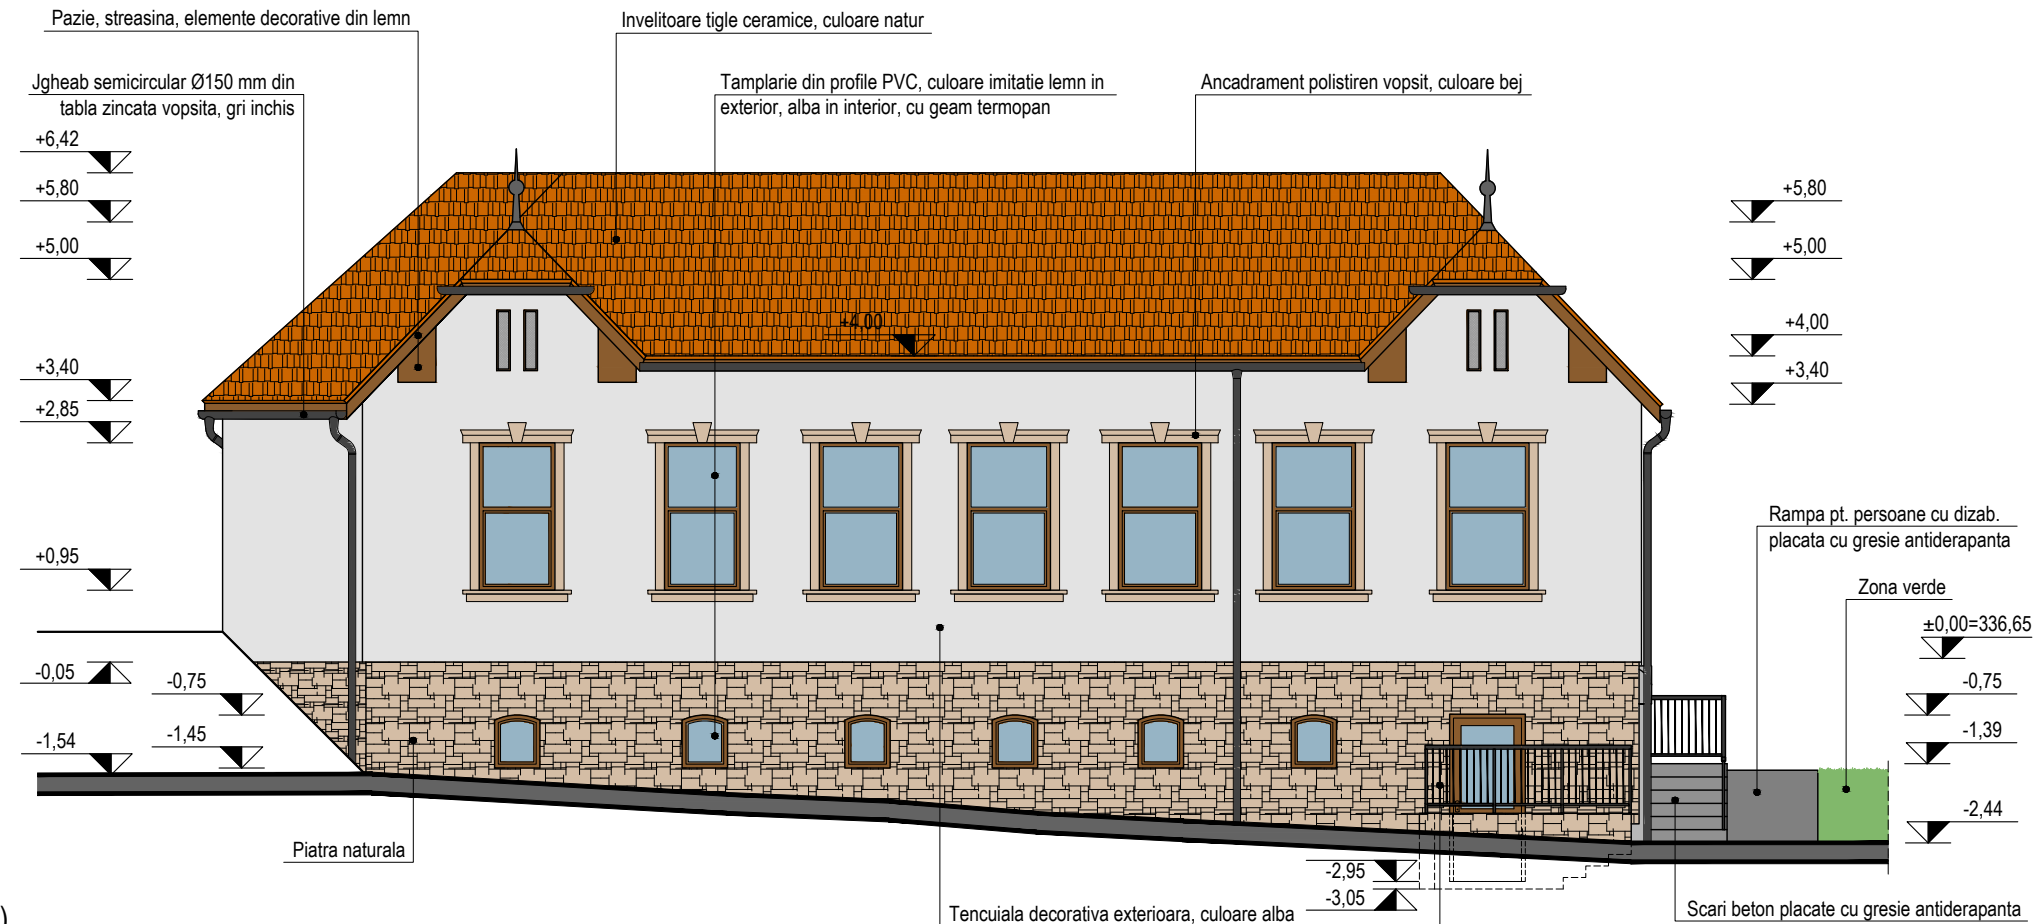 Pazie, streasina, elemente decorative din lemn
Invelitoare tigle ceramice, culoare natur
Jgheab semicircular Ø150 mm din
tabla zincata vopsita, gri inchis
Tamplarie din profile PVC, culoare imitatie lemn in
exterior, alba in interior, cu geam termopan
Ancadrament polistiren vopsit, culoare bej
+6,42
+5,80
+5,00
+3,40
+2,85
+0,95
-0,05
-0,75
-1,45
-1,54
+4,00
+5,80
+5,00
+4,00
+3,40
Rampa pt. persoane cu dizab.
placata cu gresie antiderapanta
Zona verde
±0,00=336,65
-0,75
-1,39
-2,44
Piatra naturala
-2,95
-3,05
Tencuiala decorativa exterioara, culoare alba
Scari beton placate cu gresie antiderapanta
)